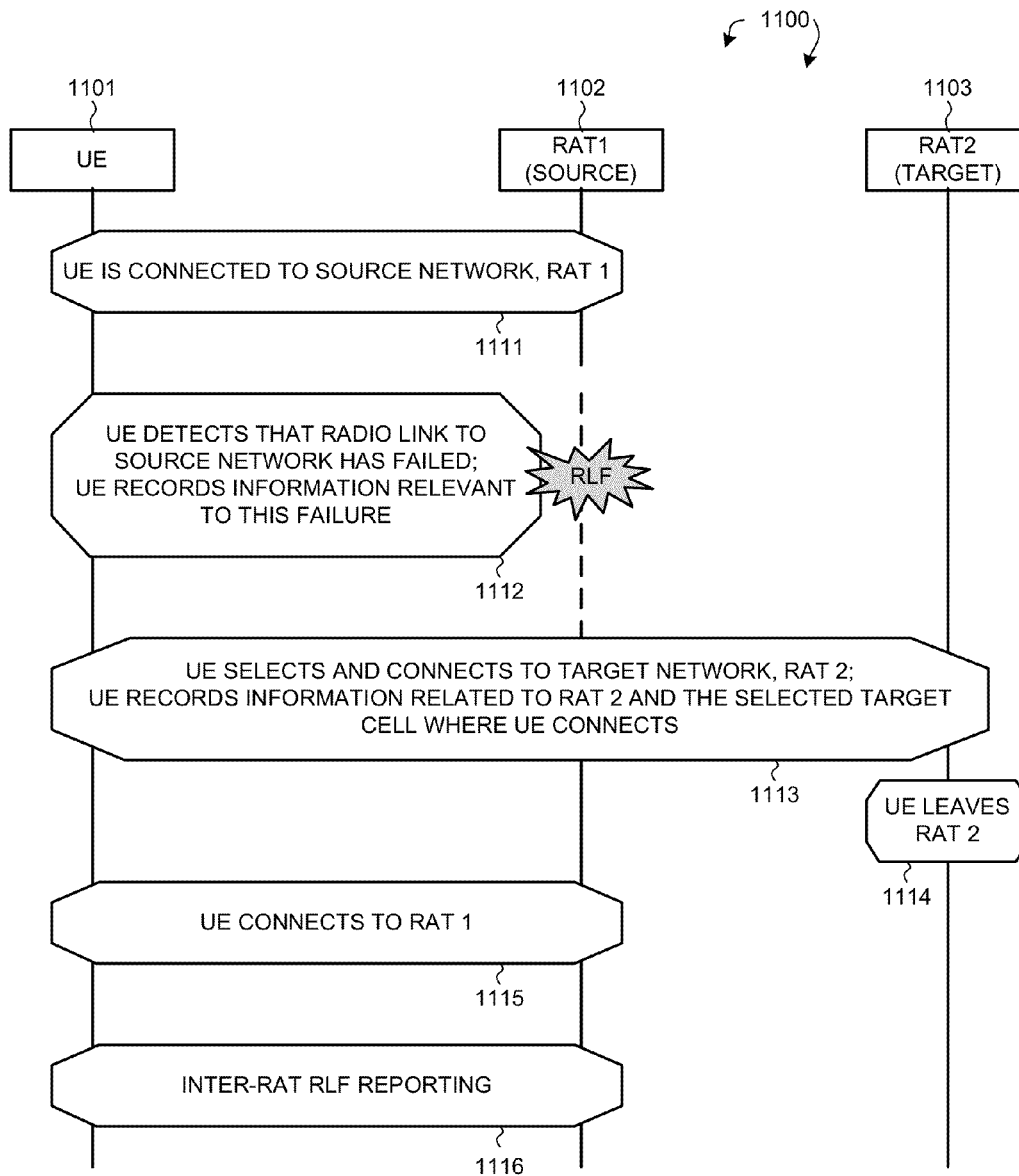 1100
1101
1102
1103
UE
RAT1
(SOURCE)
RAT2
(TARGET)
UE IS CONNECTED TO SOURCE NETWORK, RAT 1
1111
UE DETECTS THAT RADIO LINK TO
SOURCE NETWORK HAS FAILED;
UE RECORDS INFORMATION RELEVANT
TO THIS FAILURE
RLF
1112
UE SELECTS AND CONNECTS TO TARGET NETWORK, RAT 2;
UE RECORDS INFORMATION RELATED TO RAT 2 AND THE SELECTED TARGET
CELL WHERE UE CONNECTS
1113
UE LEAVES
RAT 2
1114
UE CONNECTS TO RAT 1
1115
INTER-RAT RLF REPORTING
1116